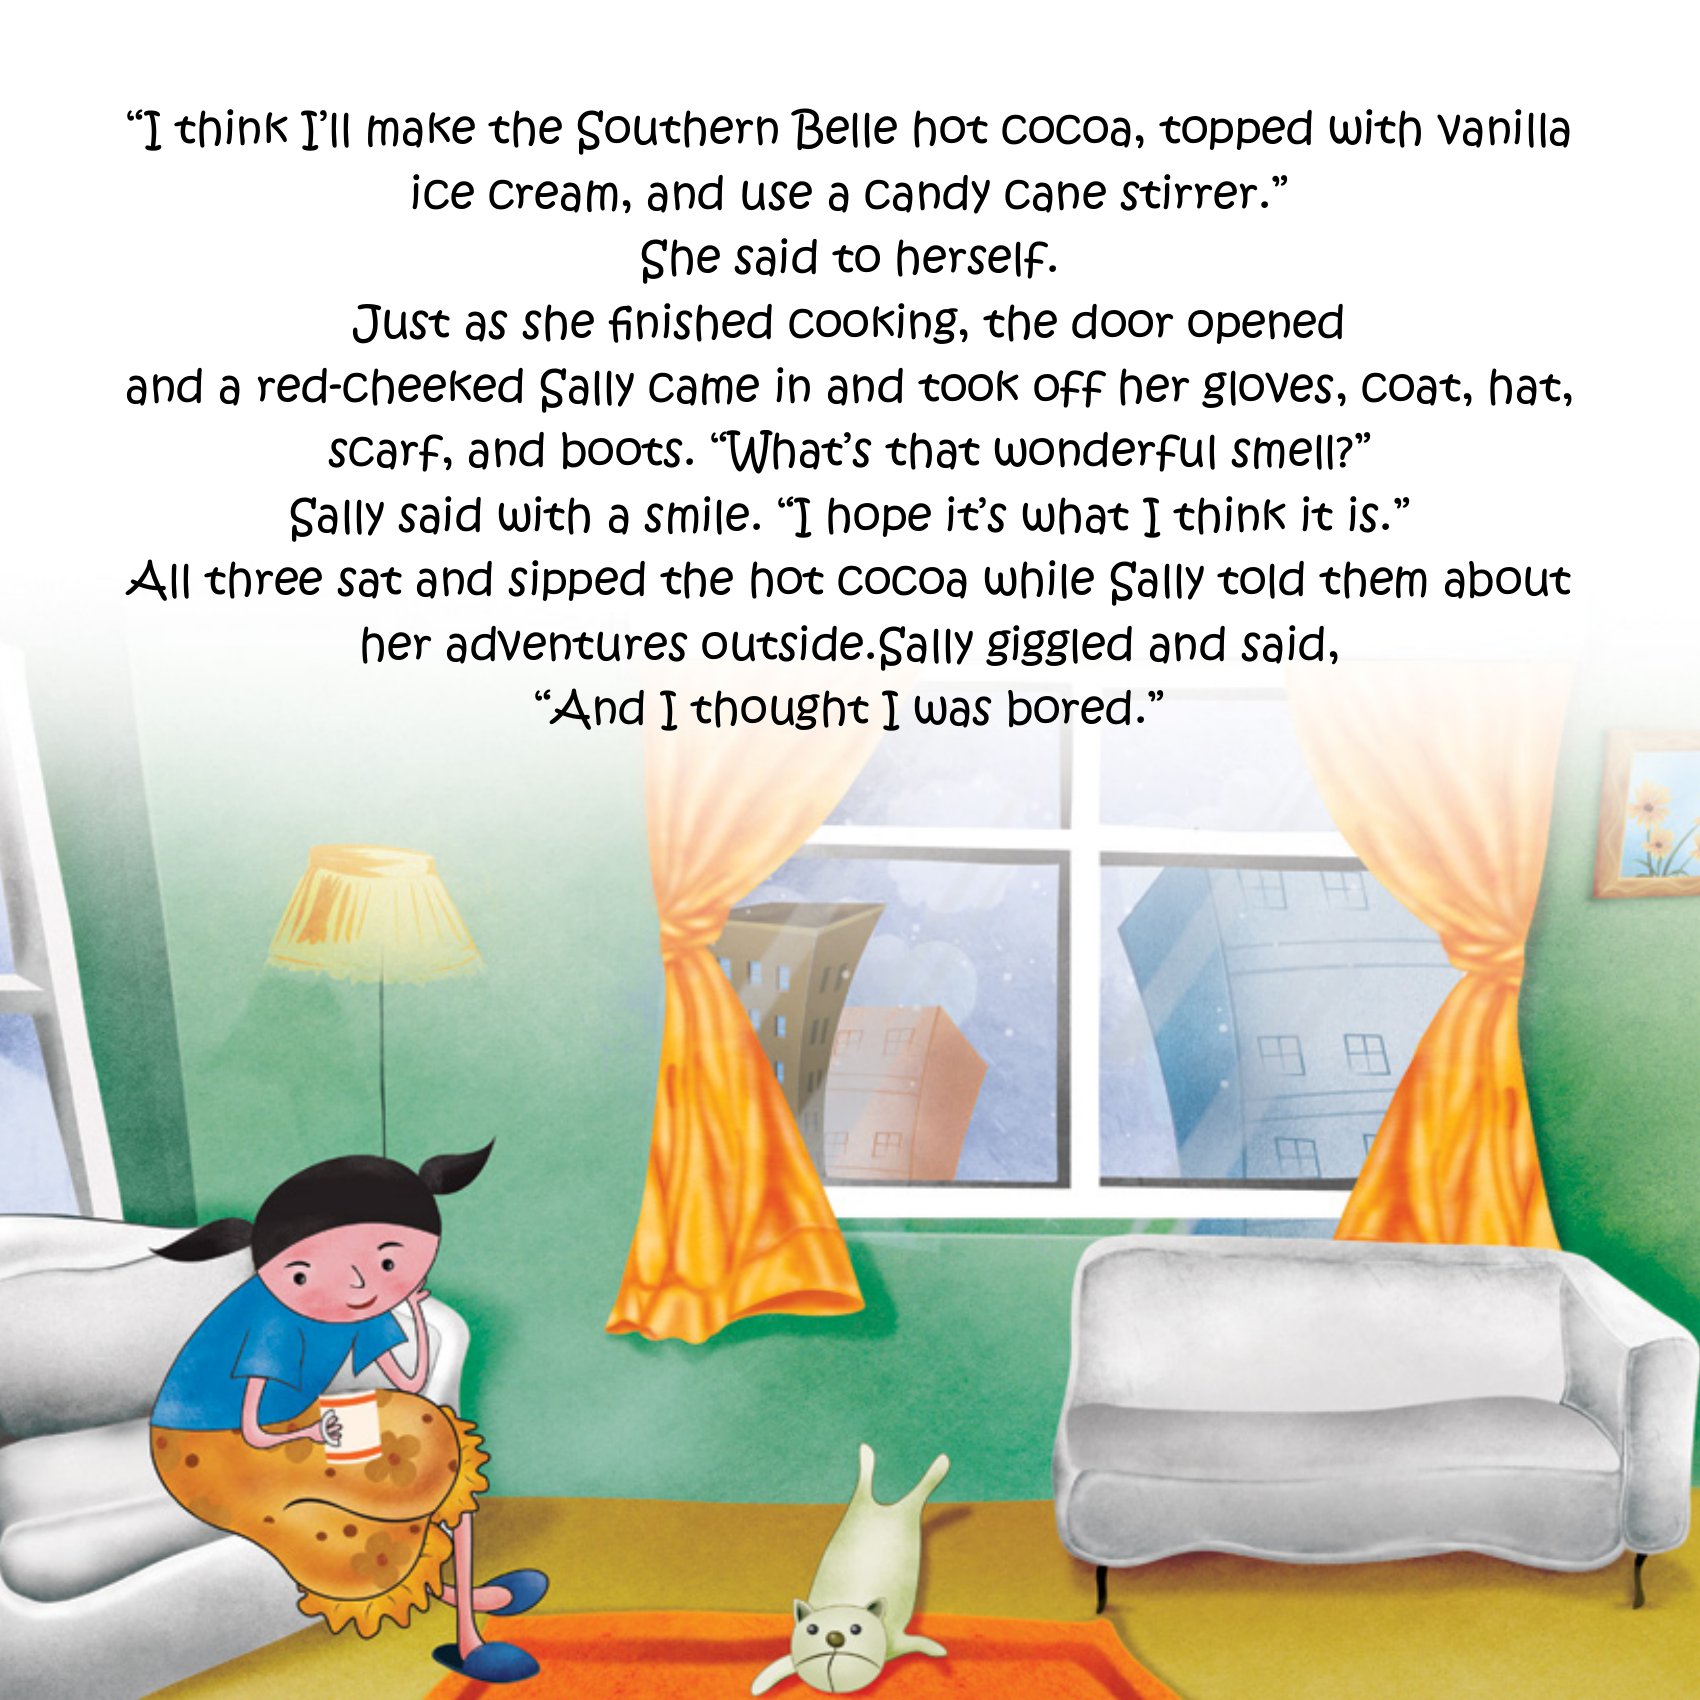 “I think I’ll make the Southern Belle hot cocoa, topped with vanilla
ice cream, and use a candy cane stirrer.”
She said to herself.
Just as she finished cooking, the door opened
and a red-cheeked Sally came in and took off her gloves, coat, hat,
scarf, and boots. “What’s that wonderful smell?”
Sally said with a smile. “I hope it’s what I think it is.”
All three sat and sipped the hot cocoa while Sally told them about
her adventures outside.Sally giggled and said,
“And I thought I was bored.”